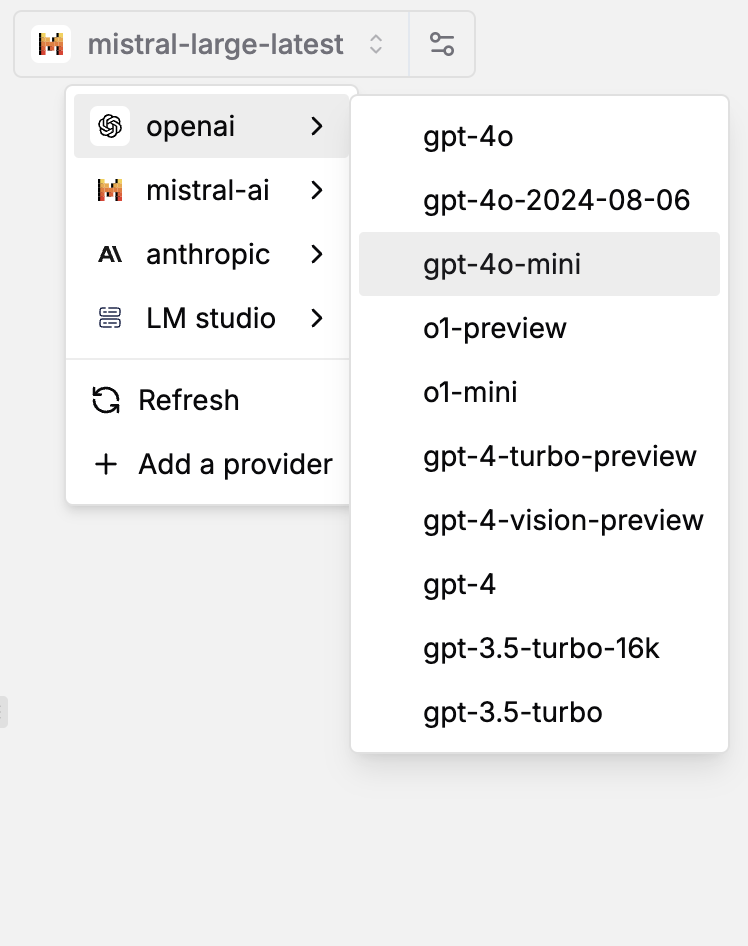 mistral-large-latest
openai
mistral-ai
anthropic
LM studio
Refresh
Add a provider
gpt-4o
gpt-4o-2024-08-06
gpt-4o-mini
o1-preview
o1-mini
gpt-4-turbo-preview
gpt-4-vision-preview
gpt-4
gpt-3.5-turbo-16k
gpt-3.5-turbo